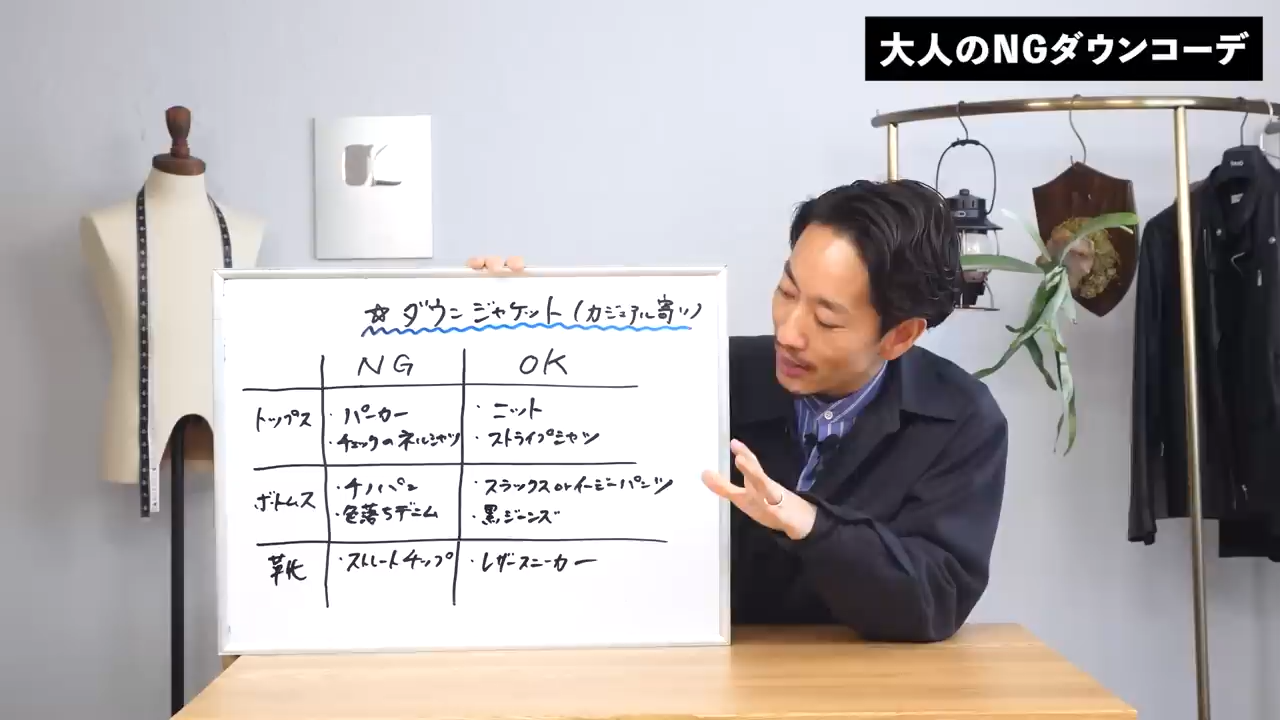 大人のNGダウンコーデ
☆ ダウンジャケット(カジュアル寄り)
NG OK
トップス ・パーカー ・ニット
・チェックのネルシャツ ・ストライプシャツ
ボトムス ・チノパン ・スラックスorイージーパンツ
・色落ちデニム ・黒ジーンズ
靴 ・ストレートチップ ・レザースニーカー